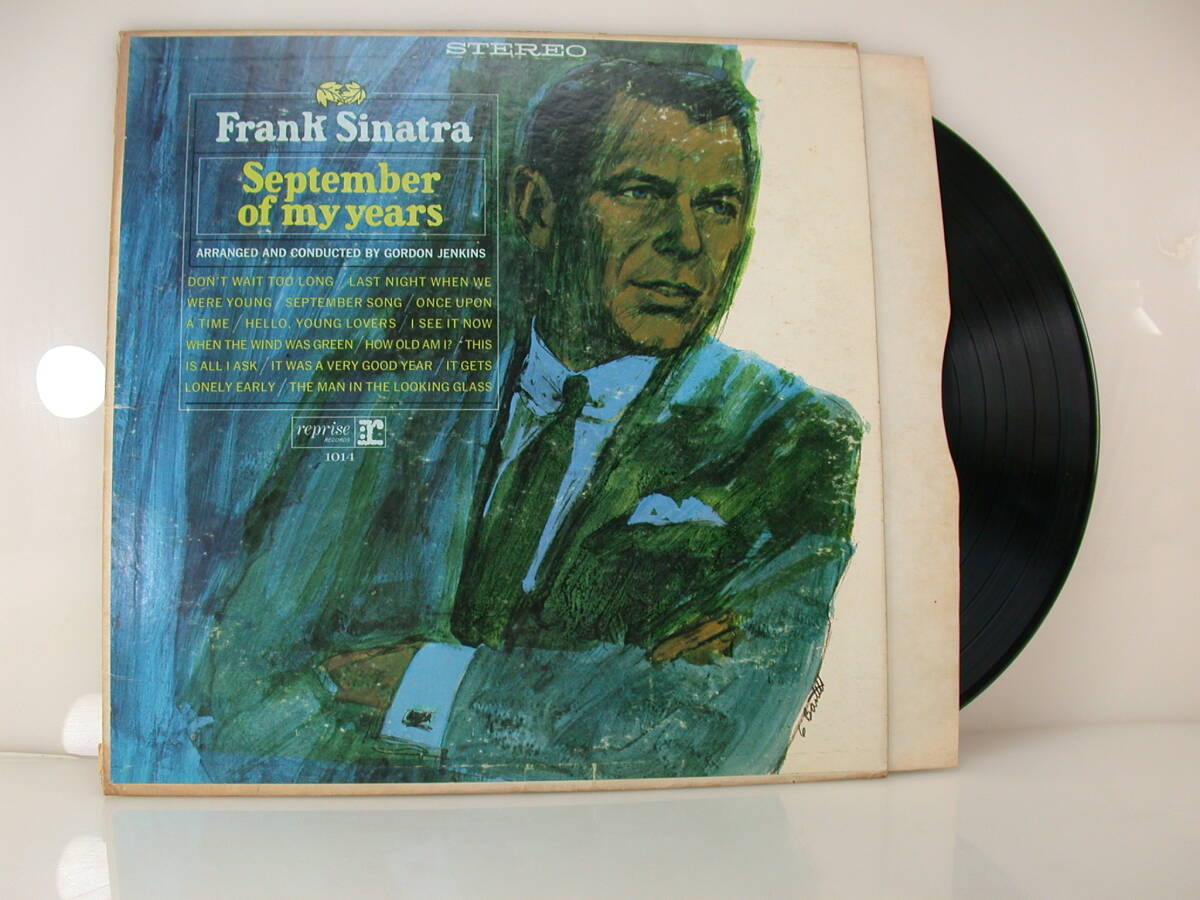 STEREO
Frank Sinatra
September
of my years
ARRANGED AND CONDUCTED BY GORDON JENKINS
DON'T WAIT TOO LONG / LAST NIGHT WHEN WE
WERE YOUNG / SEPTEMBER SONG / ONCE UPON
A TIME / HELLO, YOUNG LOVERS / I SEE IT NOW
WHEN THE WIND WAS GREEN / HOW OLD AM I? / THIS
IS ALL I ASK / IT WAS A VERY GOOD YEAR / IT GETS
LONELY EARLY / THE MAN IN THE LOOKING GLASS
reprise
RECORDS
r
1014